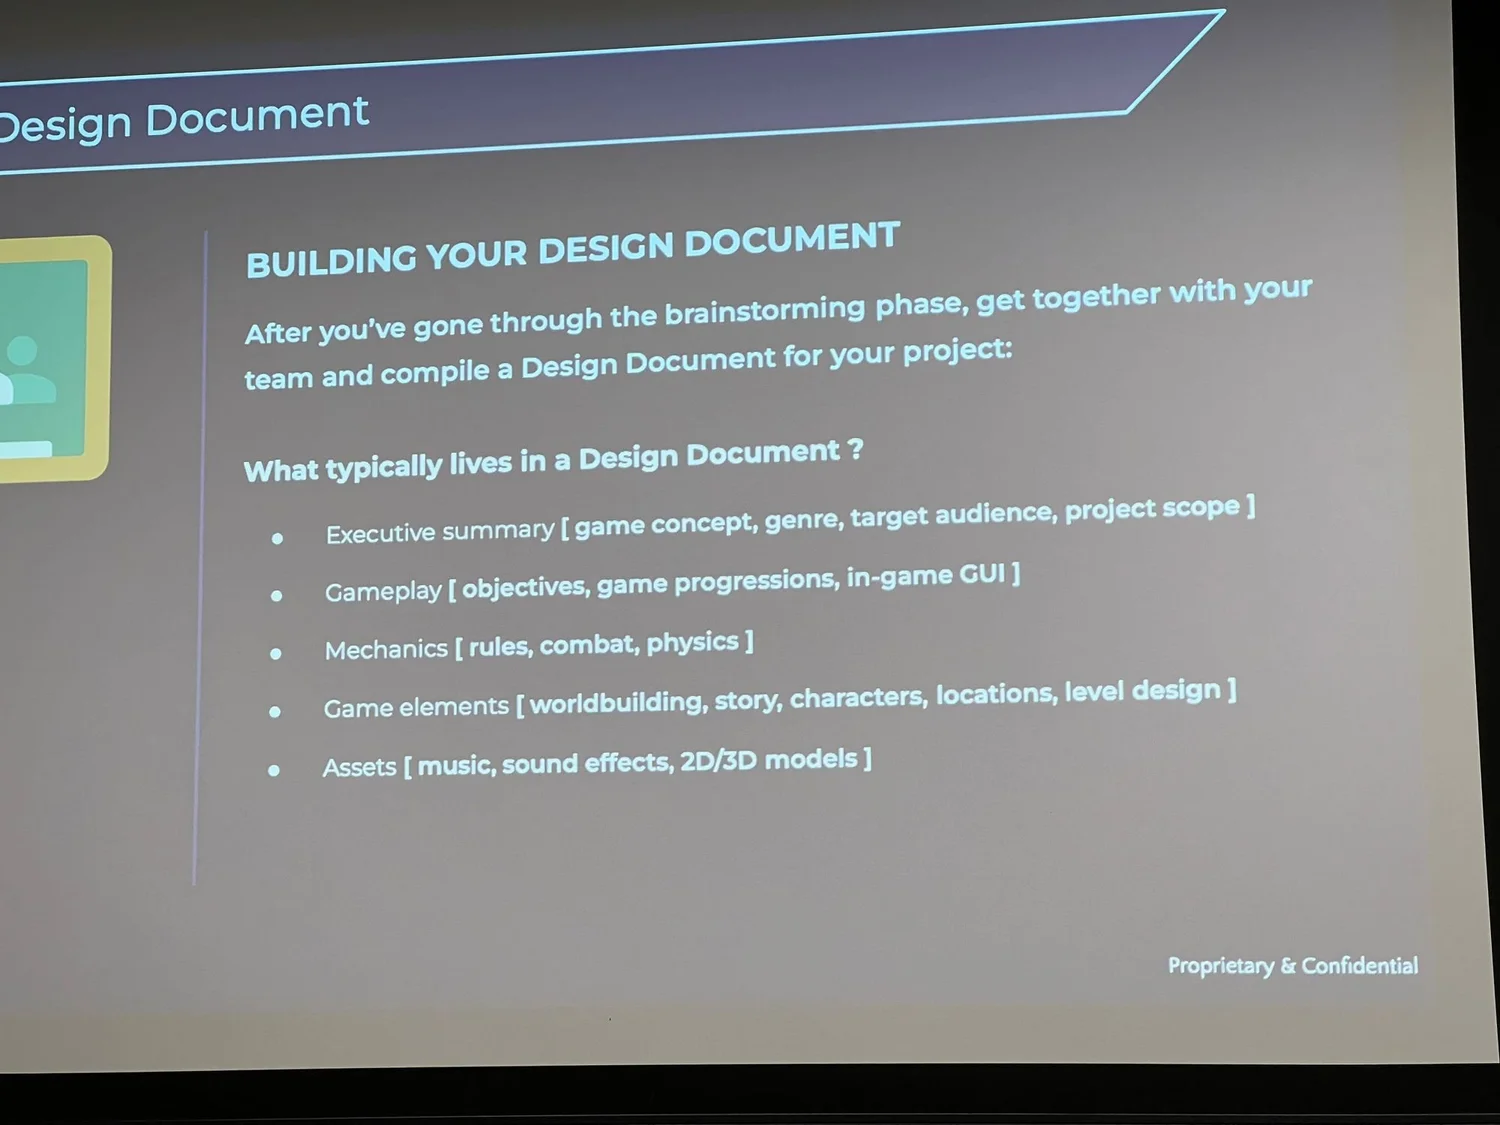 Design Document
BUILDING YOUR DESIGN DOCUMENT
After you've gone through the brainstorming phase, get together with your
team and compile a Design Document for your project:
What typically lives in a Design Document ?
• Executive summary [ game concept, genre, target audience, project scope ]
• Gameplay [ objectives, game progressions, in-game GUI ]
• Mechanics [ rules, combat, physics ]
• Game elements [ worldbuilding, story, characters, locations, level design ]
• Assets [ music, sound effects, 2D/3D models ]
Proprietary & Confidential